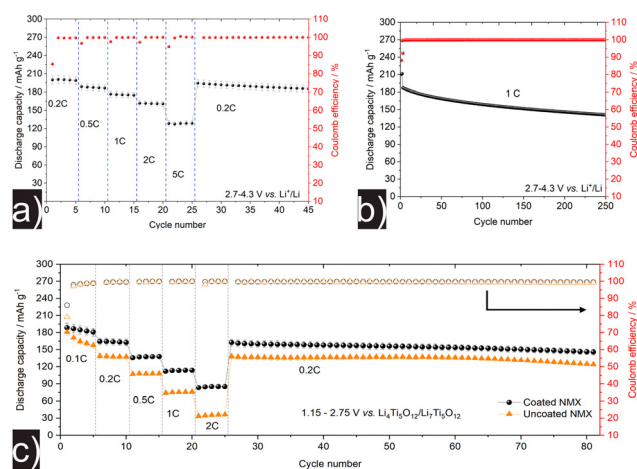 300
270
240
210
180
150
120
90
60
30
0
Discharge capacity / mAh g⁻¹
0.2C
0.5C
1C
2C
5C
0.2C
2.7-4.3 V vs. Li⁺/Li
110
100
90
80
70
60
50
40
30
20
10
Coulomb efficiency / %
0 5 10 15 20 25 30 35 40 45
Cycle number
a)
300
270
240
210
180
150
120
90
60
30
0
Discharge capacity / mAh g⁻¹
1 C
2.7-4.3 V vs. Li⁺/Li
110
100
90
80
70
60
50
40
30
20
10
Coulomb efficiency / %
0 50 100 150 200 250
Cycle number
b)
300
270
240
210
180
150
120
90
60
30
0
Discharge capacity / mAh g⁻¹
0.1C
0.2C
0.5C
1C
2C
0.2C
1.15 - 2.75 V vs. Li₄Ti₅O₁₂/Li₇Ti₅O₁₂
Coated NMX
Uncoated NMX
110
100
90
80
70
60
50
40
30
20
10
0
Coulomb efficiency / %
0 10 20 30 40 50 60 70 80
Cycle number
c)